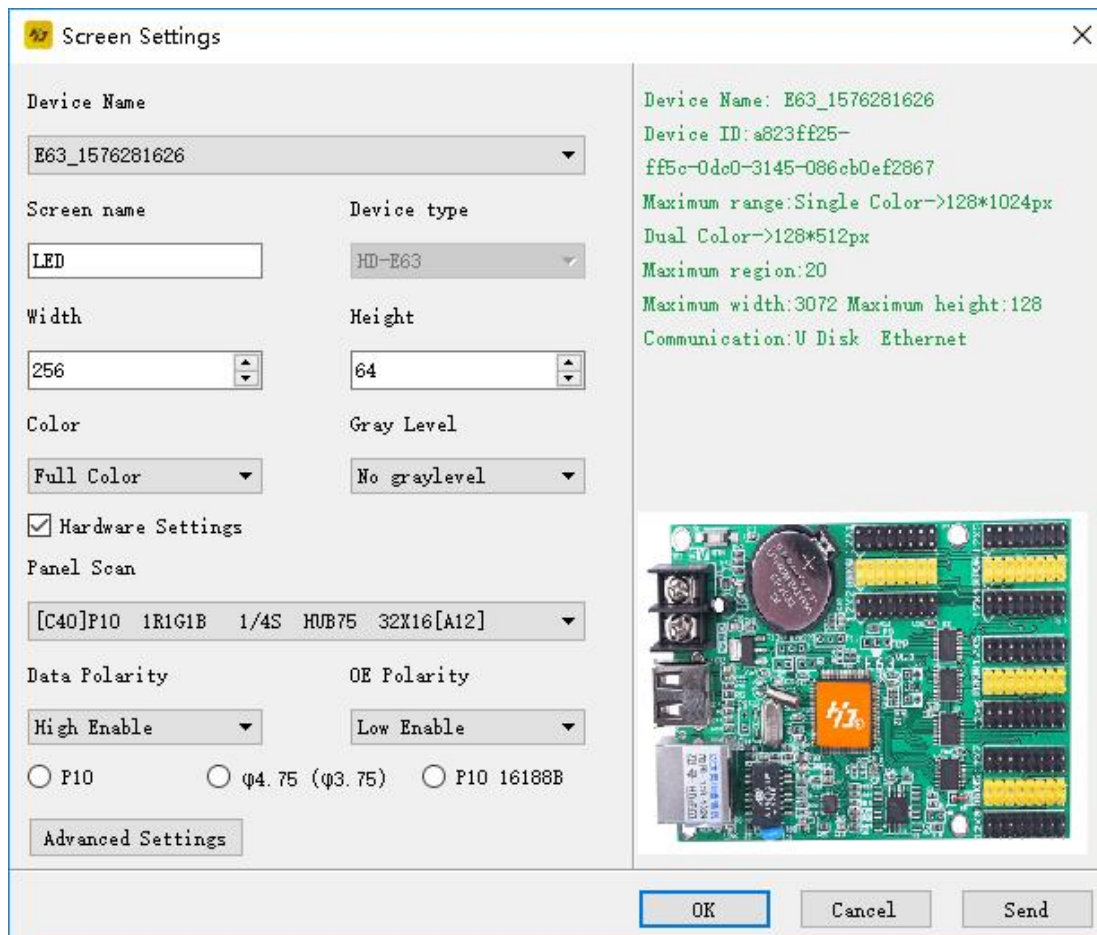 Screen Settings
Device Name
E63_1576281626
Screen name
Device type
LED
HD-E63
Width
Height
256
64
Color
Gray Level
Full Color
No graylevel
Hardware Settings
Panel Scan
[C40]P10 1R1G1B 1/4S HUB75 32X16[A12]
Data Polarity
OE Polarity
High Enable
Low Enable
P10
φ4.75 (φ3.75)
P10 16188B
Advanced Settings
Device Name: E63_1576281626
Device ID:a823ff25-
ff5c-0dc0-3145-086cb0ef2867
Maximum range:Single Color->128*1024px
Dual Color->128*512px
Maximum region:20
Maximum width:3072 Maximum height:128
Communication:U Disk Ethernet
OK
Cancel
Send